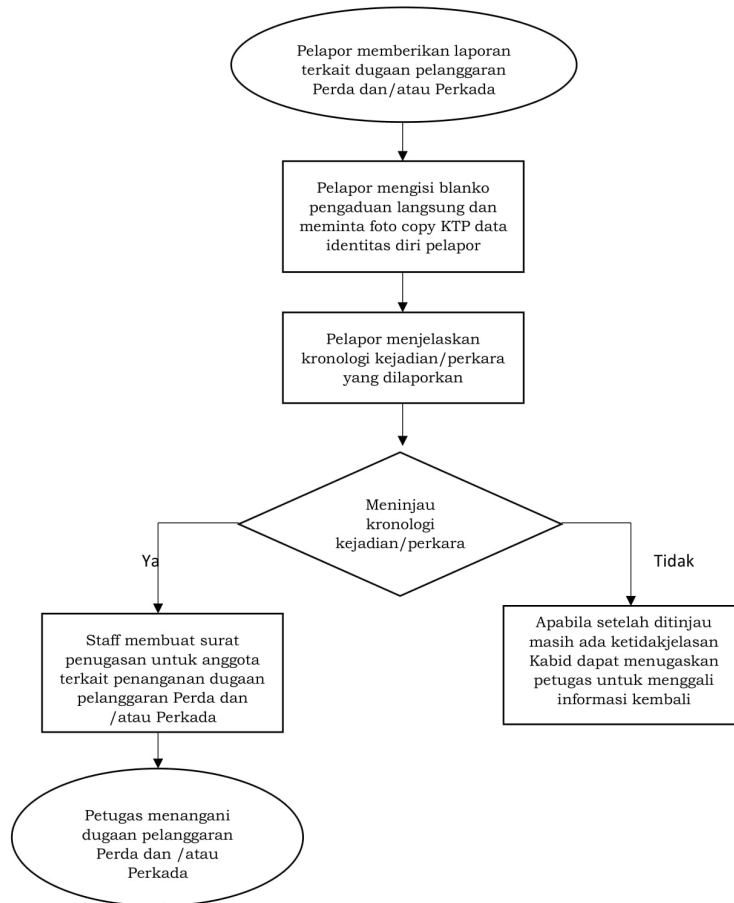 Pelapor memberikan laporan
terkait dugaan pelanggaran
Perda dan/atau Perkada
Pelapor mengisi blanko
pengaduan langsung dan
meminta foto copy KTP data
identitas diri pelapor
Pelapor menjelaskan
kronologi kejadian/perkara
yang dilaporkan
Meninjau
kronologi
kejadian/perkara
Ya
Tidak
Staff membuat surat
penugasan untuk anggota
terkait penanganan dugaan
pelanggaran Perda dan
/atau Perkada
Apabila setelah ditinjau
masih ada ketidakjelasan
Kabid dapat menugaskan
petugas untuk menggali
informasi kembali
Petugas menangani
dugaan pelanggaran
Perda dan /atau
Perkada